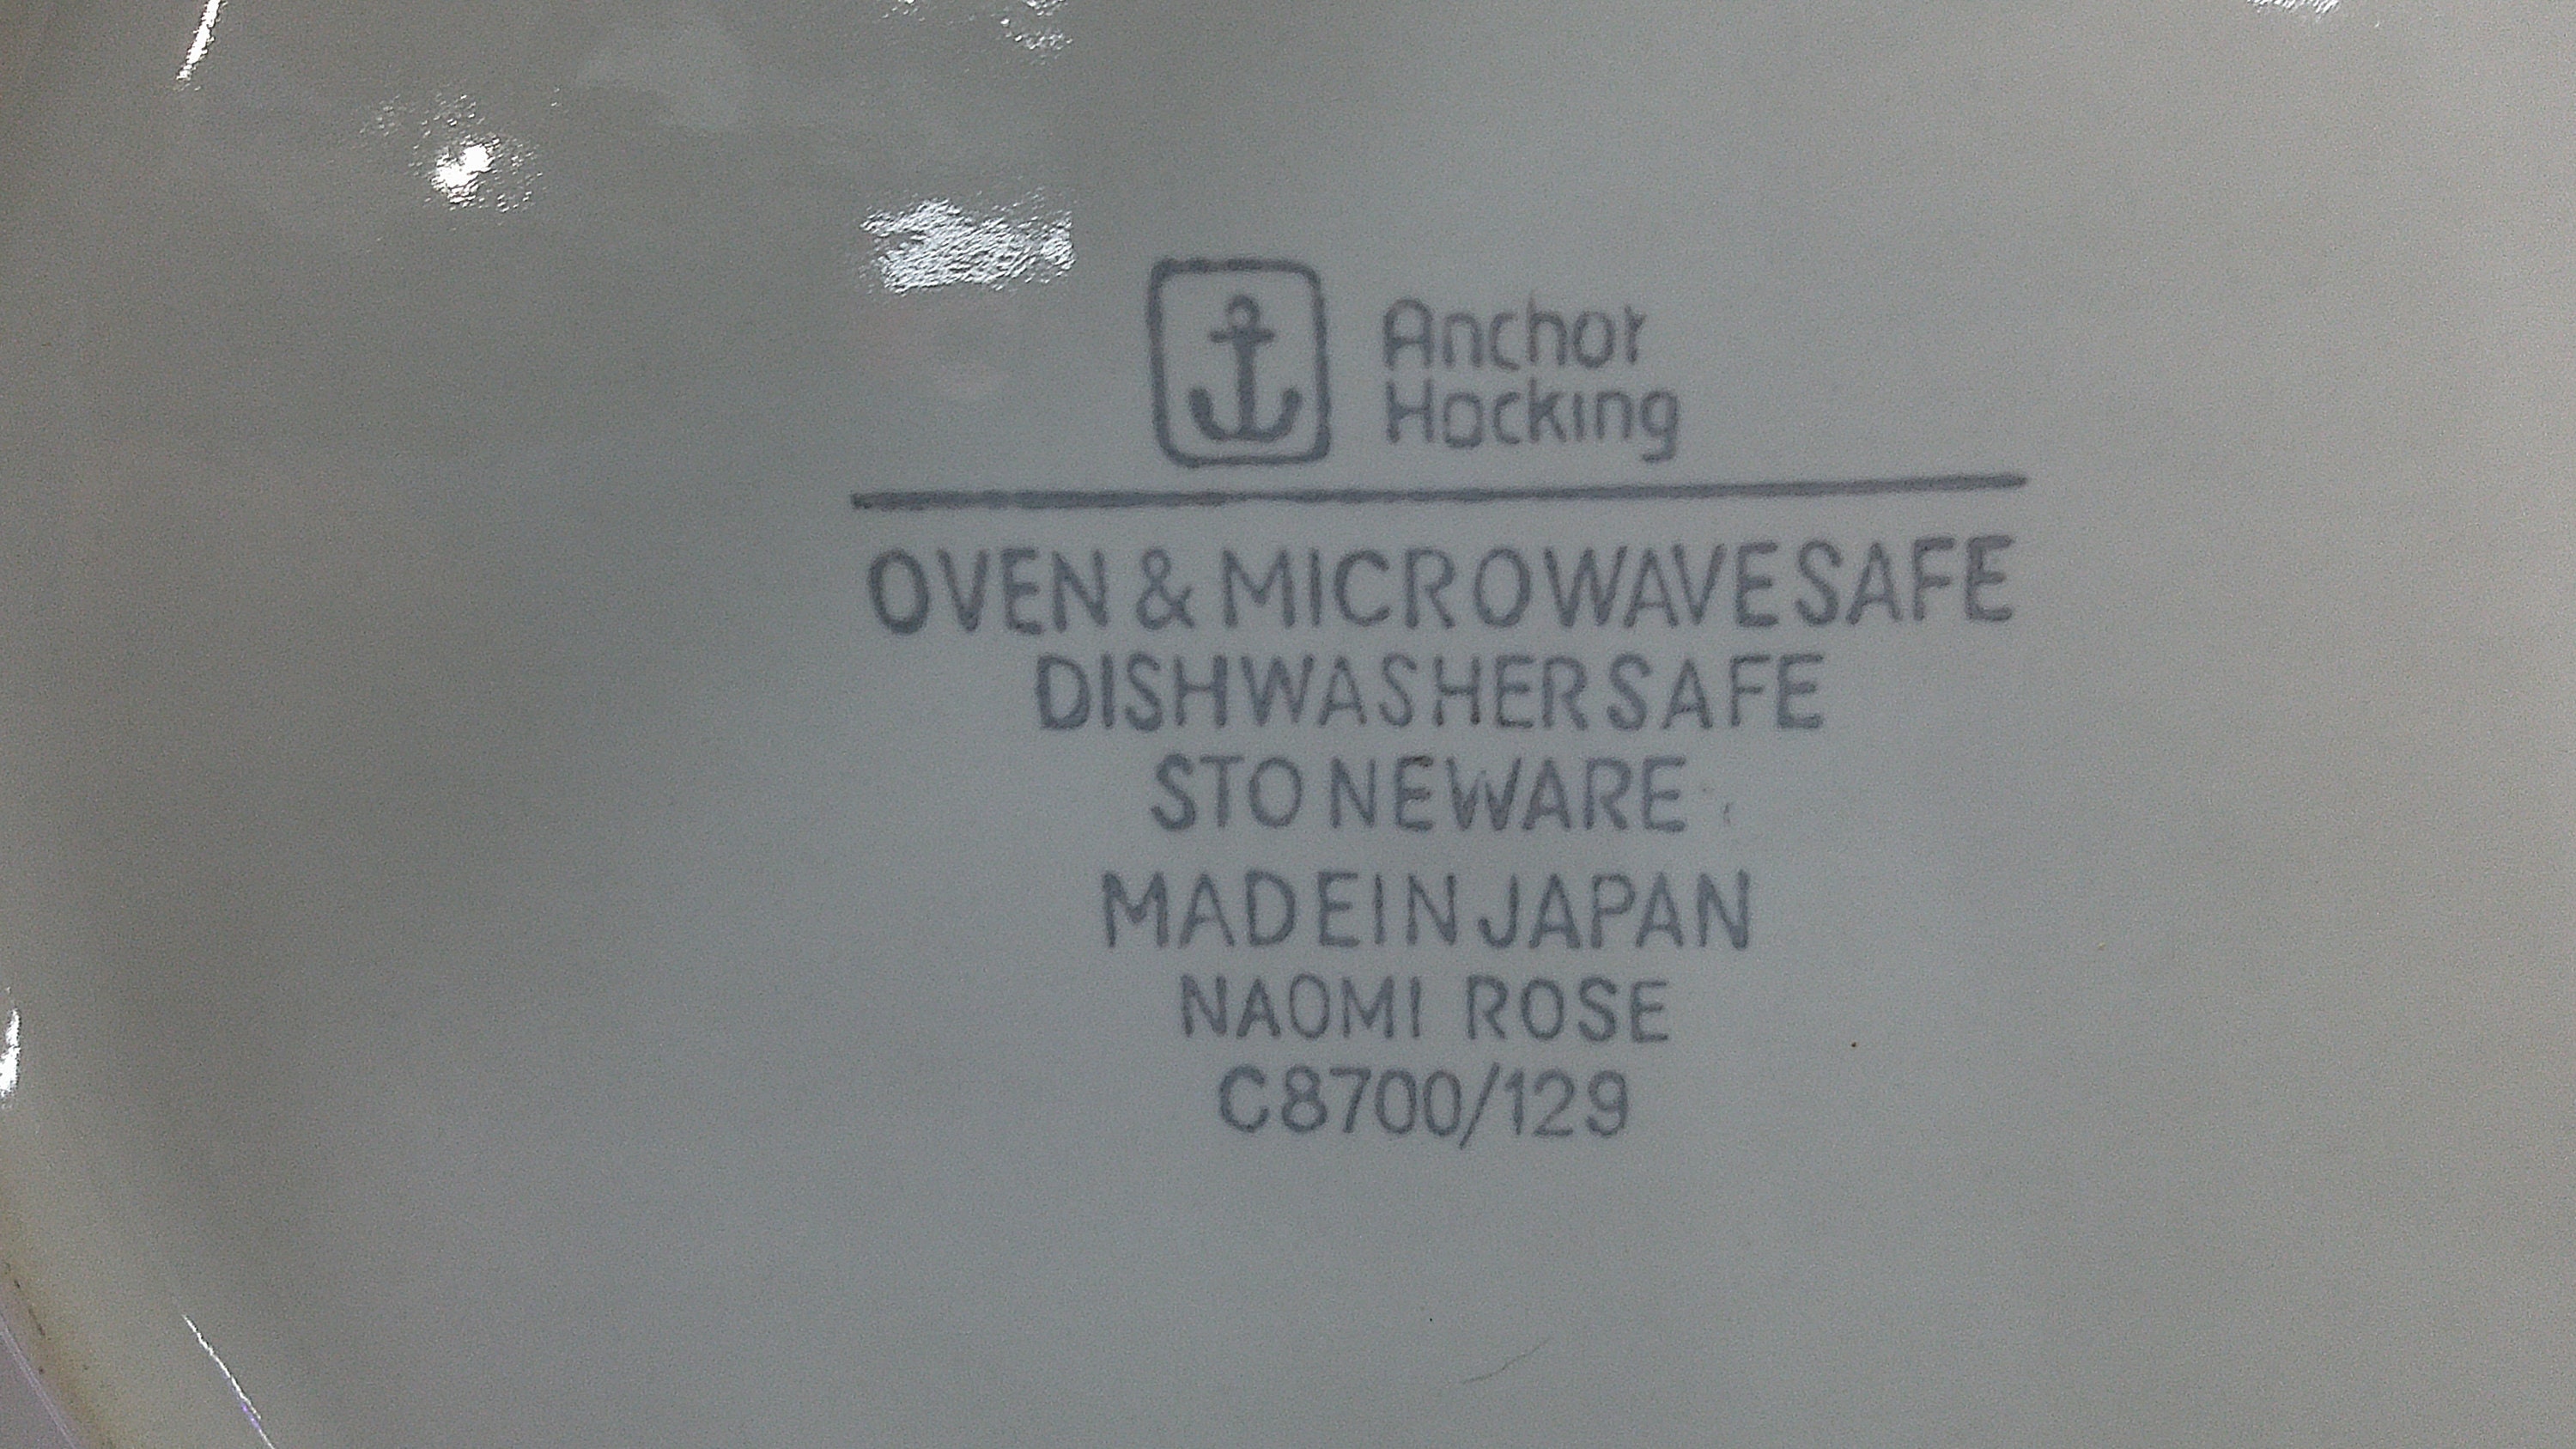 Anchor
Hocking
OVEN & MICROWAVE SAFE
DISHWASHER SAFE
STONEWARE
MADE IN JAPAN
NAOMI ROSE
C8700/129